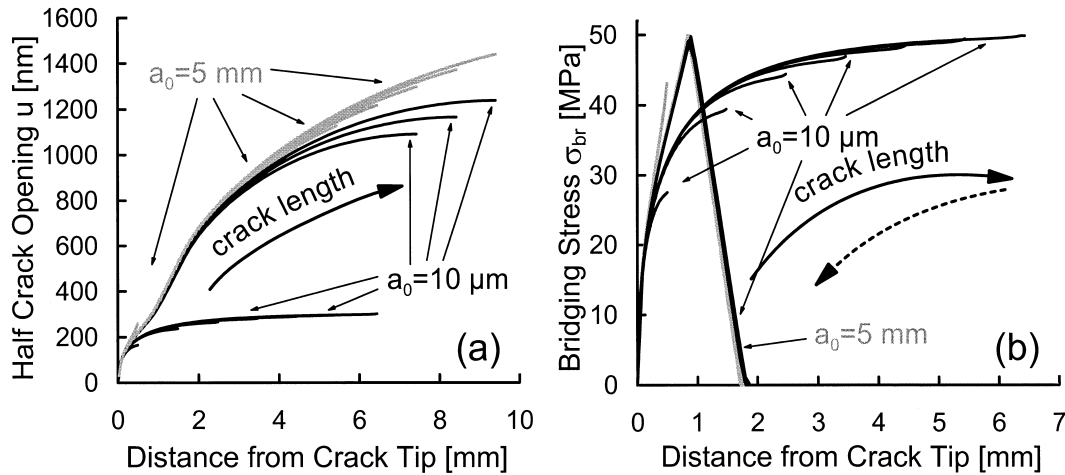 1600
1400
1200
1000
800
600
400
200
0
Half Crack Opening u [nm]
a₀=5 mm
crack length
a₀=10 µm
(a)
0 2 4 6 8 10
Distance from Crack Tip [mm]
50
40
30
20
10
0
Bridging Stress σbr [MPa]
a₀=10 µm
crack length
a₀=5 mm
(b)
0 1 2 3 4 5 6 7
Distance from Crack Tip [mm]